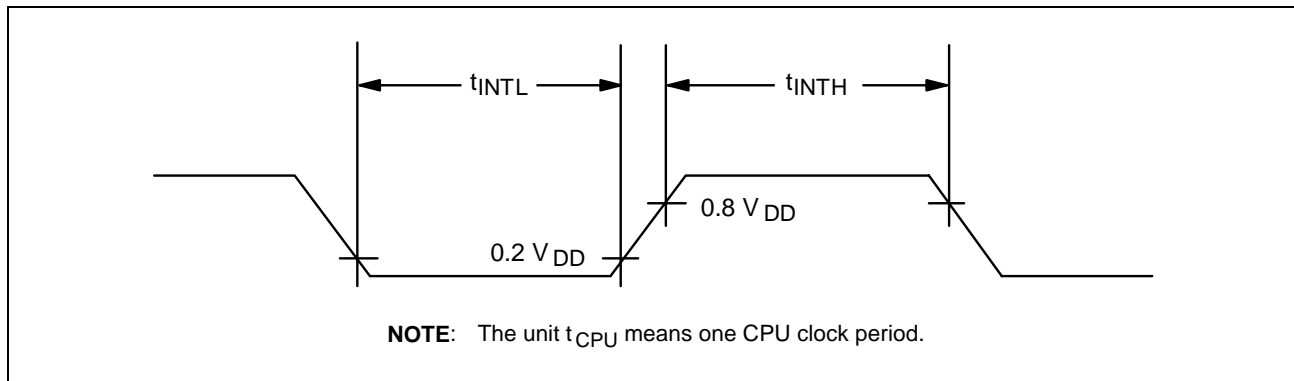 tINTL
tINTH
0.8 VDD
0.2 VDD
NOTE: The unit tCPU means one CPU clock period.